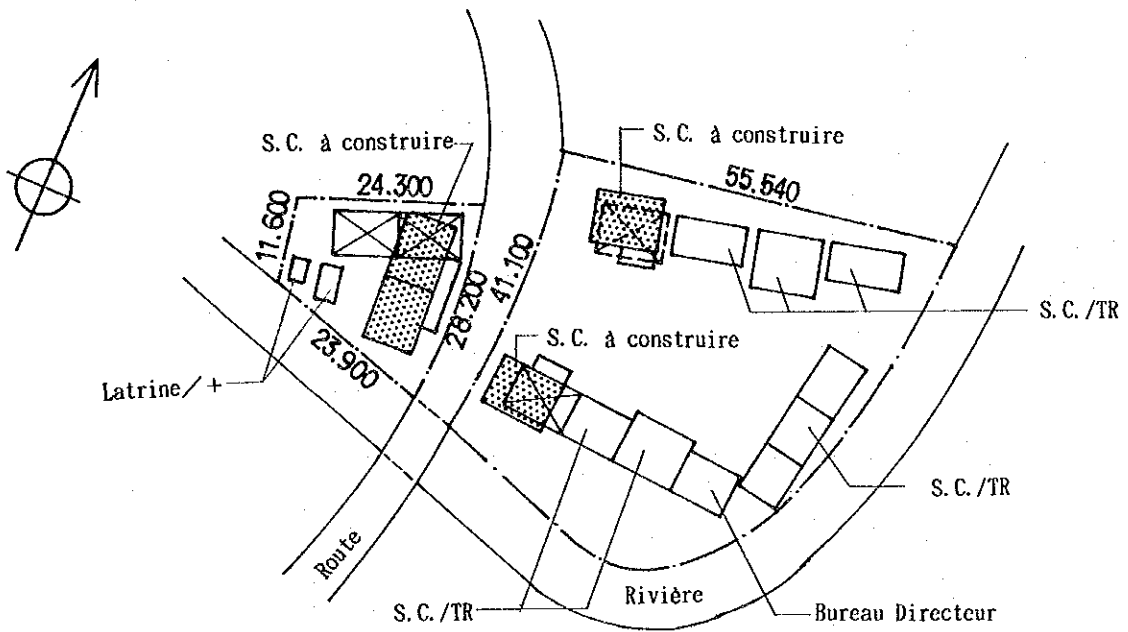 S.C. à construire
S.C. à construire
24.300
55.540
11.600
28.200
41.100
S.C./TR
S.C. à construire
23.900
Latrine/+
S.C./TR
Route
Rivière
S.C./TR
Bureau Directeur